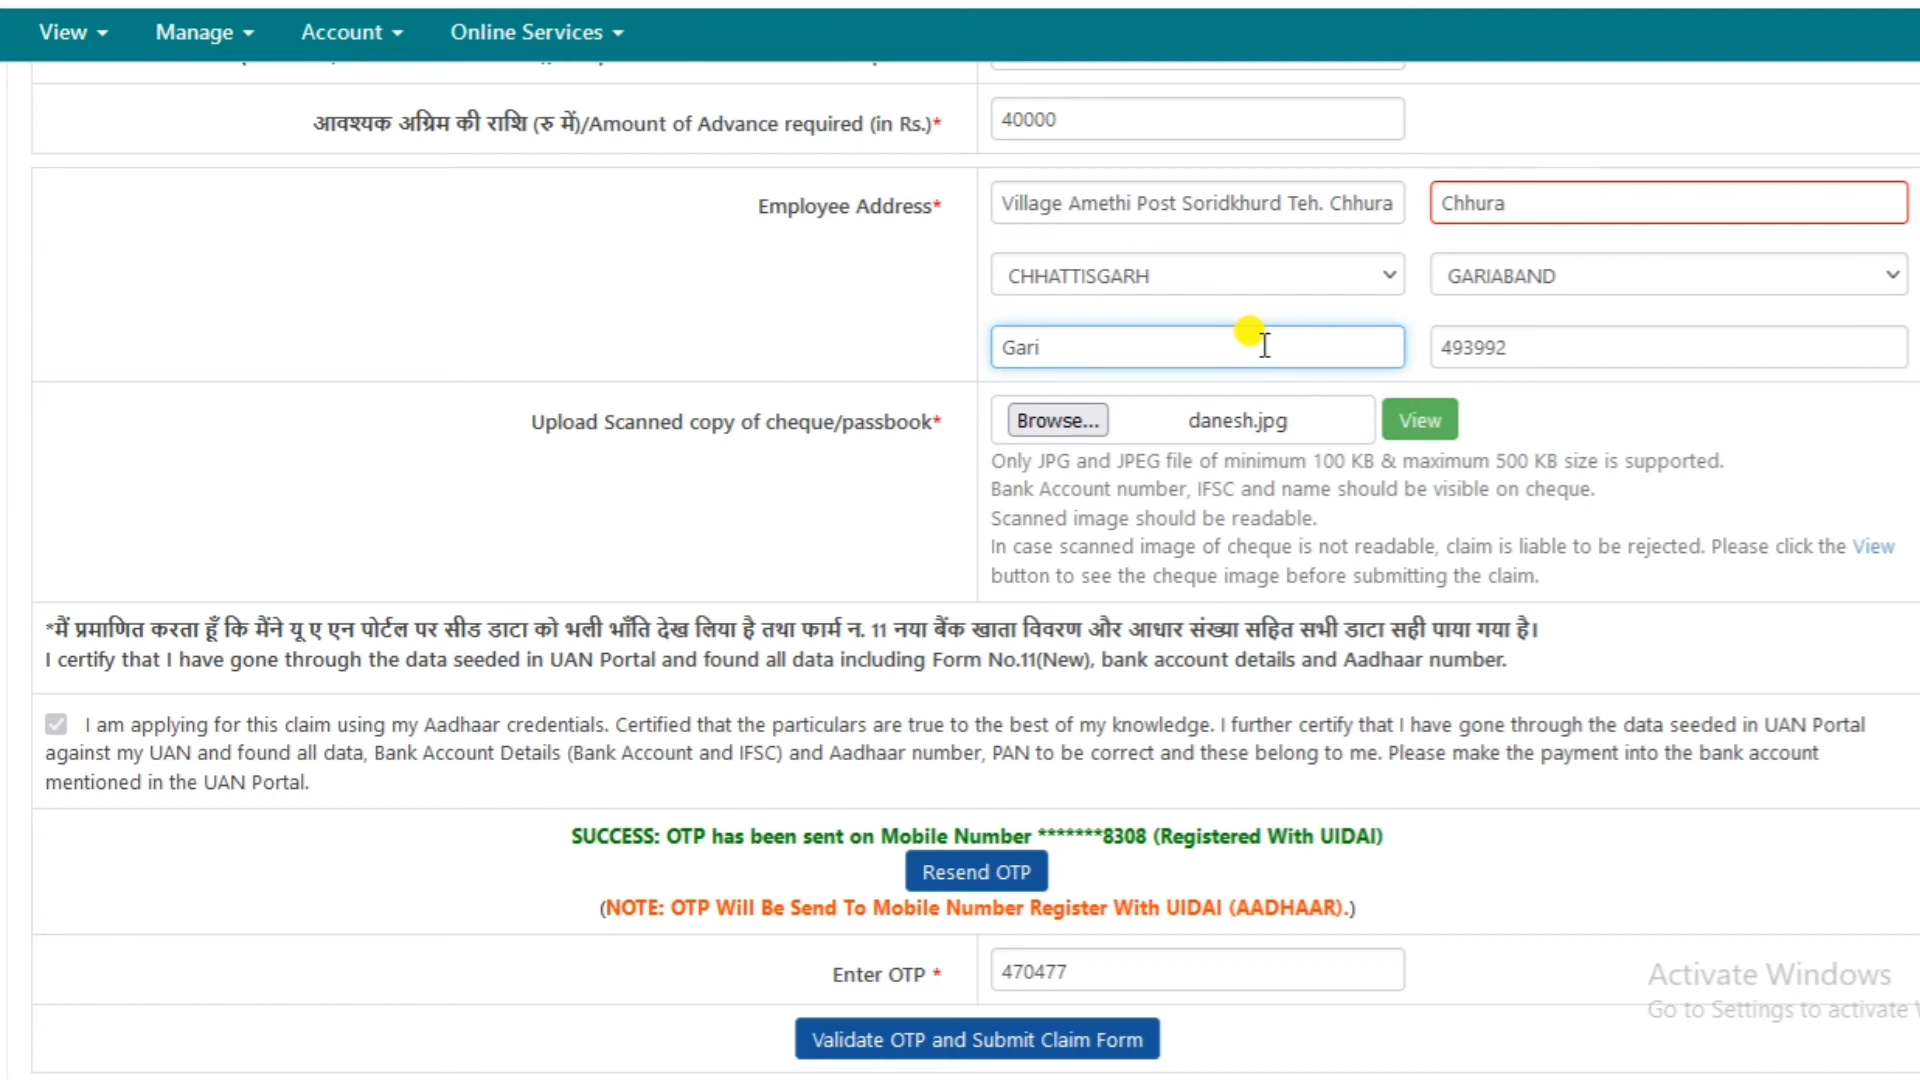 View Manage Account Online Services
आवश्यक अग्रिम की राशि (रु में)/Amount of Advance required (in Rs.)* 40000
Employee Address* Village Amethi Post Soridkhurd Teh. Chhura Chhura
CHHATTISGARH GARIABAND
Gari 493992
Upload Scanned copy of cheque/passbook* Browse... danesh.jpg View
Only JPG and JPEG file of minimum 100 KB & maximum 500 KB size is supported.
Bank Account number, IFSC and name should be visible on cheque.
Scanned image should be readable.
In case scanned image of cheque is not readable, claim is liable to be rejected. Please click the View
button to see the cheque image before submitting the claim.
*मैं प्रमाणित करता हूँ कि मैंने यू ए एन पोर्टल पर सीड डाटा को भली भाँति देख लिया है तथा फार्म न. 11 नया बैंक खाता विवरण और आधार संख्या सहित सभी डाटा सही पाया गया है।
I certify that I have gone through the data seeded in UAN Portal and found all data including Form No.11(New), bank account details and Aadhaar number.
I am applying for this claim using my Aadhaar credentials. Certified that the particulars are true to the best of my knowledge. I further certify that I have gone through the data seeded in UAN Portal
against my UAN and found all data, Bank Account Details (Bank Account and IFSC) and Aadhaar number, PAN to be correct and these belong to me. Please make the payment into the bank account
mentioned in the UAN Portal.
SUCCESS: OTP has been sent on Mobile Number *******8308 (Registered With UIDAI)
Resend OTP
(NOTE: OTP Will Be Send To Mobile Number Register With UIDAI (AADHAAR).)
Enter OTP * 470477
Activate Windows
Go to Settings to activate
Validate OTP and Submit Claim Form